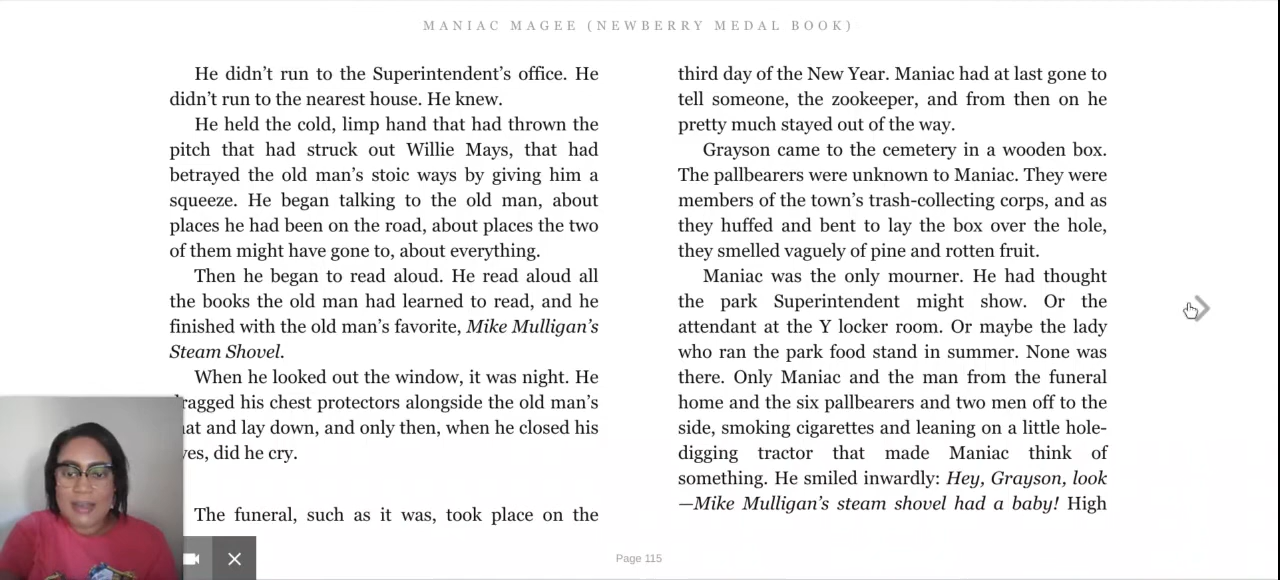 MANIAC MAGEE (NEWBERRY MEDAL BOOK)
He didn’t run to the Superintendent’s office. He
didn’t run to the nearest house. He knew.
He held the cold, limp hand that had thrown the
pitch that had struck out Willie Mays, that had
betrayed the old man’s stoic ways by giving him a
squeeze. He began talking to the old man, about
places he had been on the road, about places the two
of them might have gone to, about everything.
Then he began to read aloud. He read aloud all
the books the old man had learned to read, and he
finished with the old man’s favorite, Mike Mulligan’s
Steam Shovel.
When he looked out the window, it was night. He
dragged his chest protectors alongside the old man’s
and lay down, and only then, when he closed his
eyes, did he cry.
The funeral, such as it was, took place on the
third day of the New Year. Maniac had at last gone to
tell someone, the zookeeper, and from then on he
pretty much stayed out of the way.
Grayson came to the cemetery in a wooden box.
The pallbearers were unknown to Maniac. They were
members of the town’s trash-collecting corps, and as
they huffed and bent to lay the box over the hole,
they smelled vaguely of pine and rotten fruit.
Maniac was the only mourner. He had thought
the park Superintendent might show. Or the
attendant at the Y locker room. Or maybe the lady
who ran the park food stand in summer. None was
there. Only Maniac and the man from the funeral
home and the six pallbearers and two men off to the
side, smoking cigarettes and leaning on a little hole-
digging tractor that made Maniac think of
something. He smiled inwardly: Hey, Grayson, look
—Mike Mulligan’s steam shovel had a baby! High
Page 115